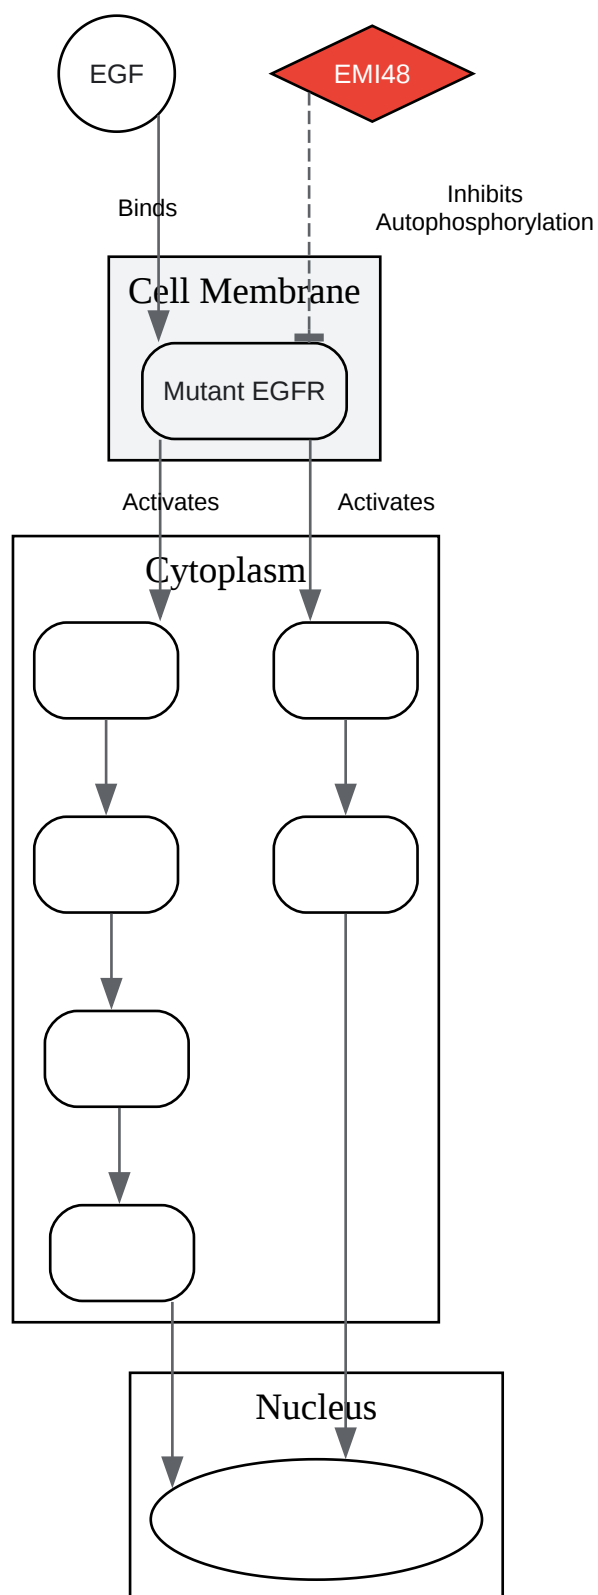 EGF
EMI48
Binds
Inhibits
Autophosphorylation
Cell Membrane
Mutant EGFR
Activates
Activates
Cytoplasm
Nucleus